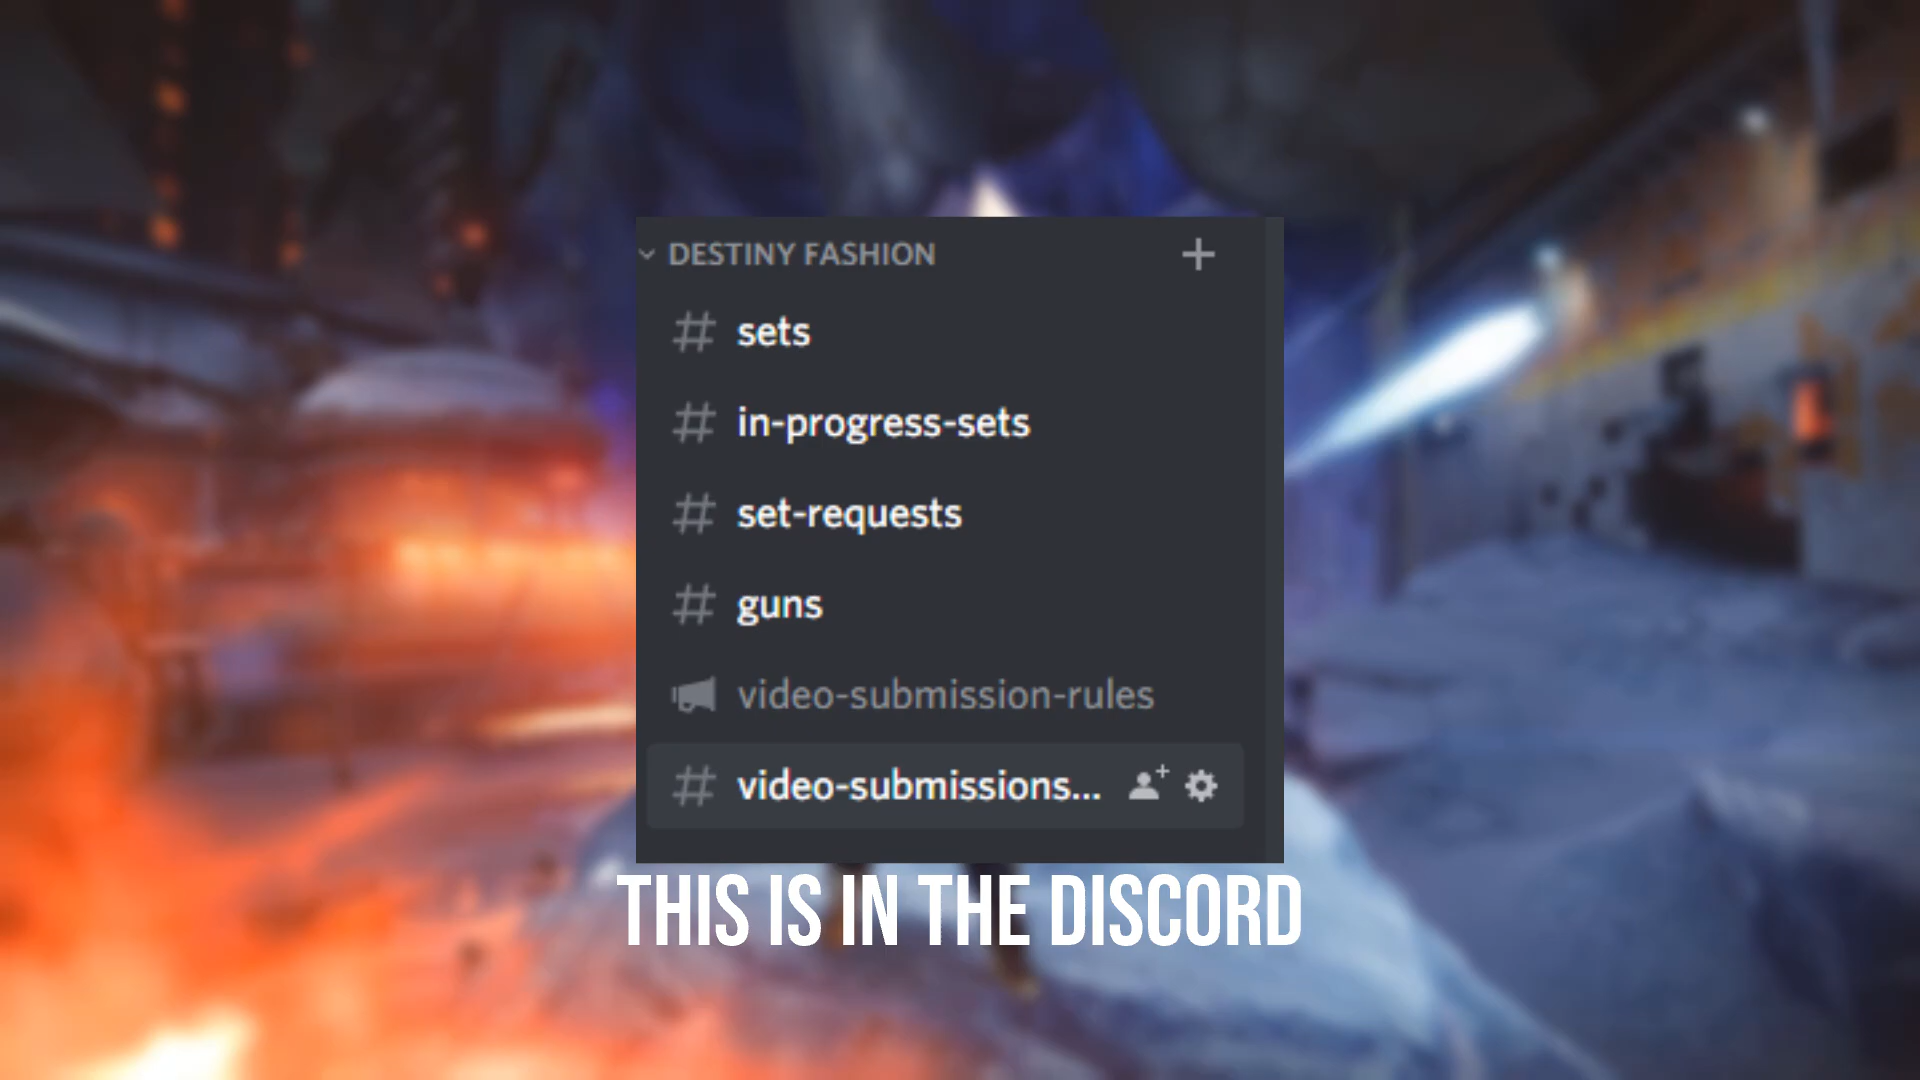 DESTINY FASHION
# sets
# in-progress-sets
# set-requests
# guns
video-submission-rules
# video-submissions...
THIS IS IN THE DISCORD